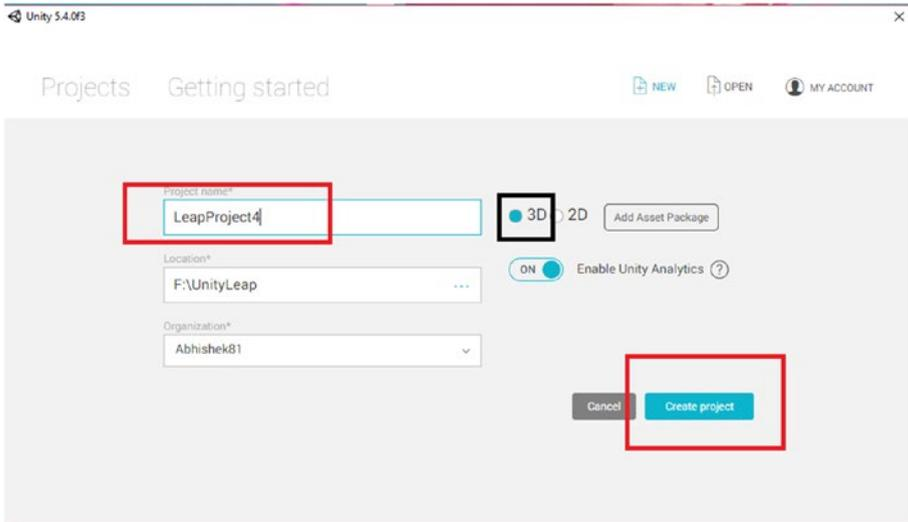 Unity 5.4.0f3
Projects Getting started NEW OPEN MY ACCOUNT
Project name*
LeapProject4 3D 2D Add Asset Package
Location*
F:\UnityLeap ... ON Enable Unity Analytics ?
Organization*
Abhishek81
Cancel Create project